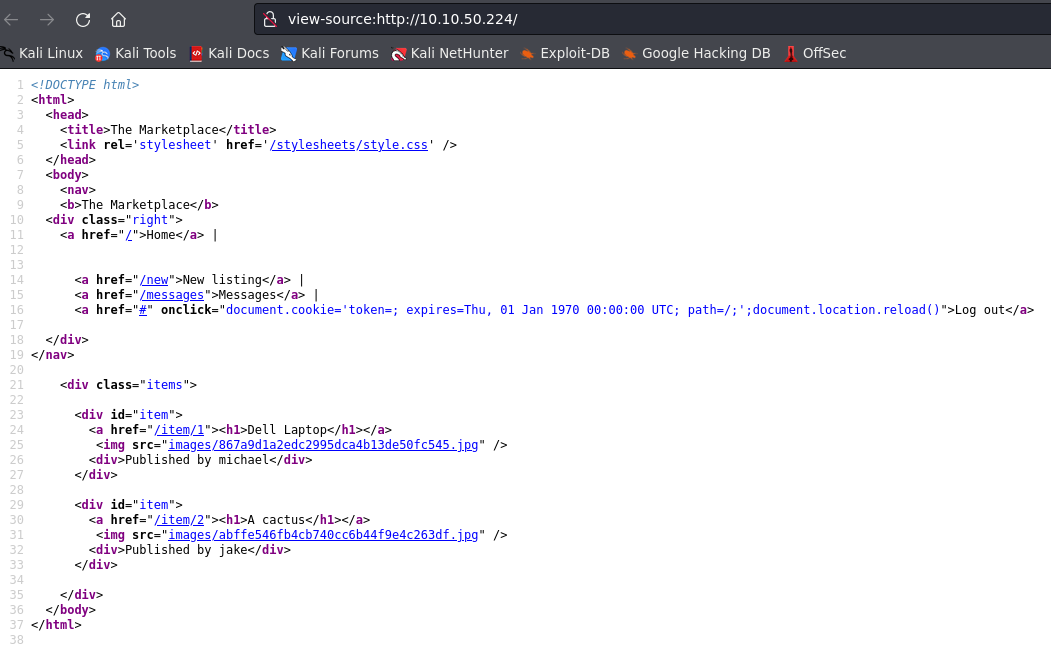 view-source:http://10.10.50.224/
Kali Linux Kali Tools Kali Docs Kali Forums Kali NetHunter Exploit-DB Google Hacking DB OffSec
1 <!DOCTYPE html>
2 <html>
3   <head>
4     <title>The Marketplace</title>
5     <link rel='stylesheet' href='/stylesheets/style.css' />
6   </head>
7   <body>
8     <nav>
9     <b>The Marketplace</b>
10   <div class="right">
11     <a href="/">Home</a> |
12
13
14       <a href="/new">New listing</a> |
15       <a href="/messages">Messages</a> |
16       <a href="#" onclick="document.cookie='token=; expires=Thu, 01 Jan 1970 00:00:00 UTC; path=/;';document.location.reload()">Log out</a>
17
18   </div>
19 </nav>
20
21     <div class="items">
22
23       <div id="item">
24         <a href="/item/1"><h1>Dell Laptop</h1></a>
25          <img src="images/867a9d1a2edc2995dca4b13de50fc545.jpg" />
26         <div>Published by michael</div>
27       </div>
28
29       <div id="item">
30         <a href="/item/2"><h1>A cactus</h1></a>
31          <img src="images/abffe546fb4cb740cc6b44f9e4c263df.jpg" />
32         <div>Published by jake</div>
33       </div>
34
35     </div>
36   </body>
37 </html>
38